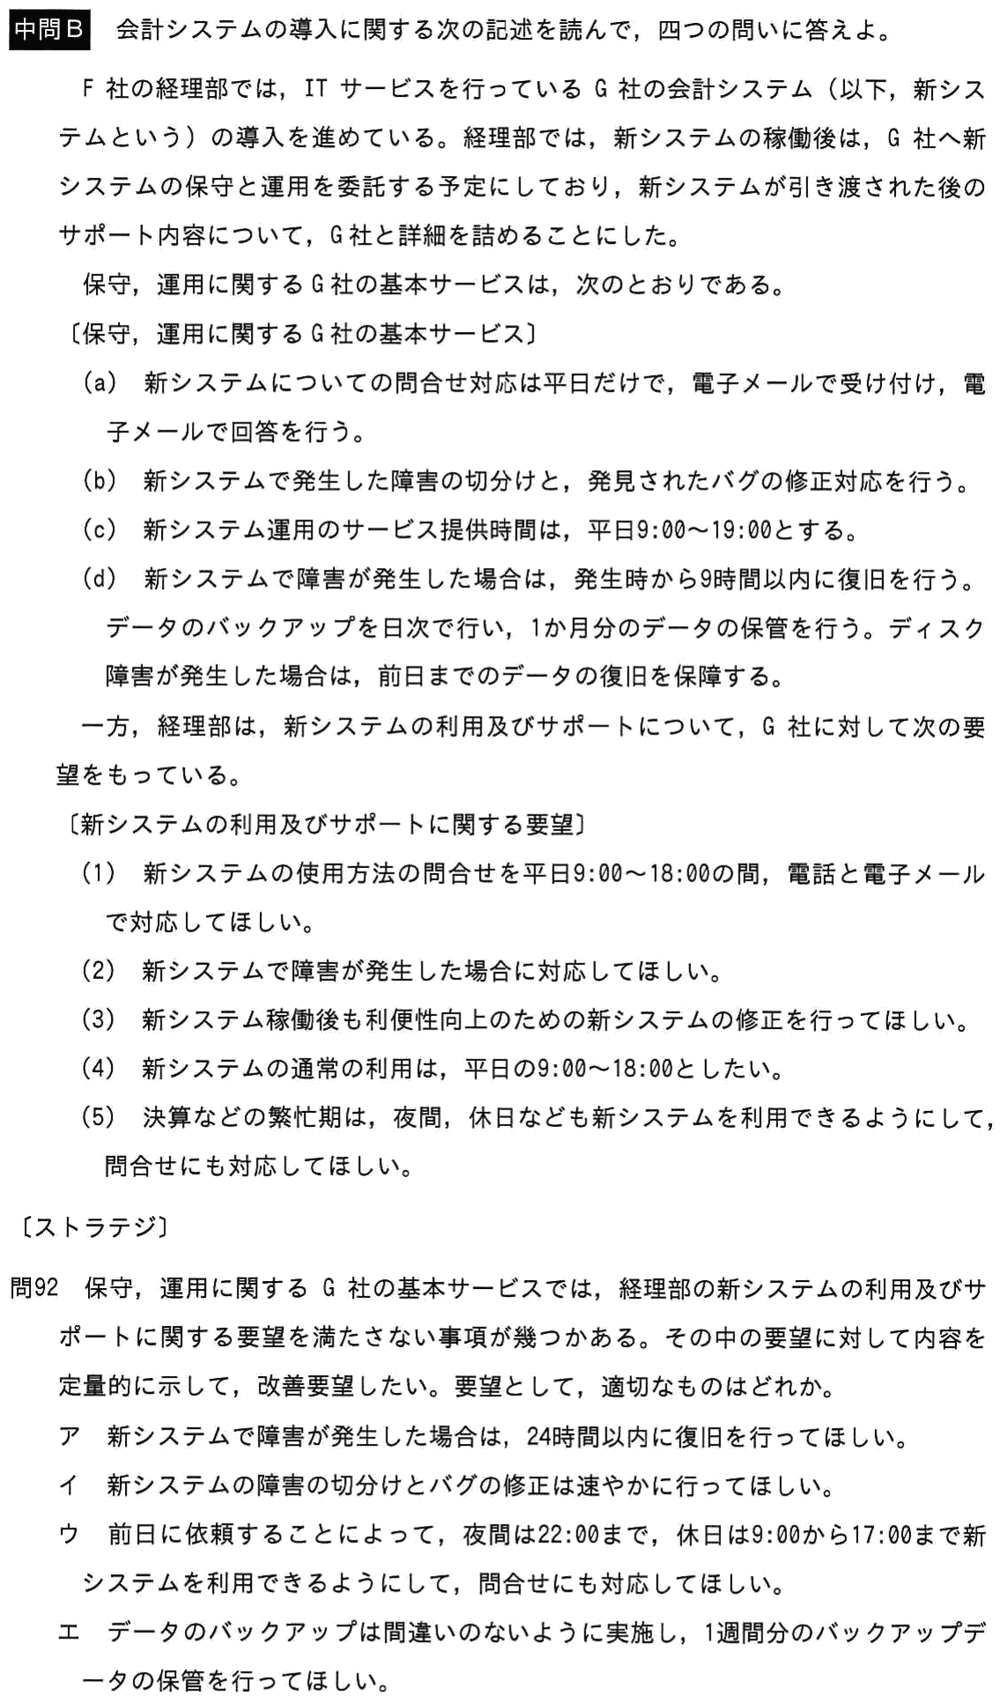 中問B 会計システムの導入に関する次の記述を読んで，四つの問いに答えよ。
F 社の経理部では，IT サービスを行っている G 社の会計システム（以下，新シス
テムという）の導入を進めている。経理部では，新システムの稼働後は，G 社へ新
システムの保守と運用を委託する予定にしており，新システムが引き渡された後の
サポート内容について，G社と詳細を詰めることにした。
保守，運用に関するG社の基本サービスは，次のとおりである。
〔保守，運用に関するG社の基本サービス〕
(a) 新システムについての問合せ対応は平日だけで，電子メールで受け付け，電
子メールで回答を行う。
(b) 新システムで発生した障害の切分けと，発見されたバグの修正対応を行う。
(c) 新システム運用のサービス提供時間は，平日9:00～19:00とする。
(d) 新システムで障害が発生した場合は，発生時から9時間以内に復旧を行う。
データのバックアップを日次で行い，1か月分のデータの保管を行う。ディスク
障害が発生した場合は，前日までのデータの復旧を保障する。
一方，経理部は，新システムの利用及びサポートについて，G 社に対して次の要
望をもっている。
〔新システムの利用及びサポートに関する要望〕
(1) 新システムの使用方法の問合せを平日9:00～18:00の間，電話と電子メール
で対応してほしい。
(2) 新システムで障害が発生した場合に対応してほしい。
(3) 新システム稼働後も利便性向上のための新システムの修正を行ってほしい。
(4) 新システムの通常の利用は，平日の9:00～18:00としたい。
(5) 決算などの繁忙期は，夜間，休日なども新システムを利用できるようにして，
問合せにも対応してほしい。
〔ストラテジ〕
問92 保守，運用に関する G 社の基本サービスでは，経理部の新システムの利用及びサ
ポートに関する要望を満たさない事項が幾つかある。その中の要望に対して内容を
定量的に示して，改善要望したい。要望として，適切なものはどれか。
ア 新システムで障害が発生した場合は，24時間以内に復旧を行ってほしい。
イ 新システムの障害の切分けとバグの修正は速やかに行ってほしい。
ウ 前日に依頼することによって，夜間は22:00まで，休日は9:00から17:00まで新
システムを利用できるようにして，問合せにも対応してほしい。
エ データのバックアップは間違いのないように実施し，1週間分のバックアップデ
ータの保管を行ってほしい。